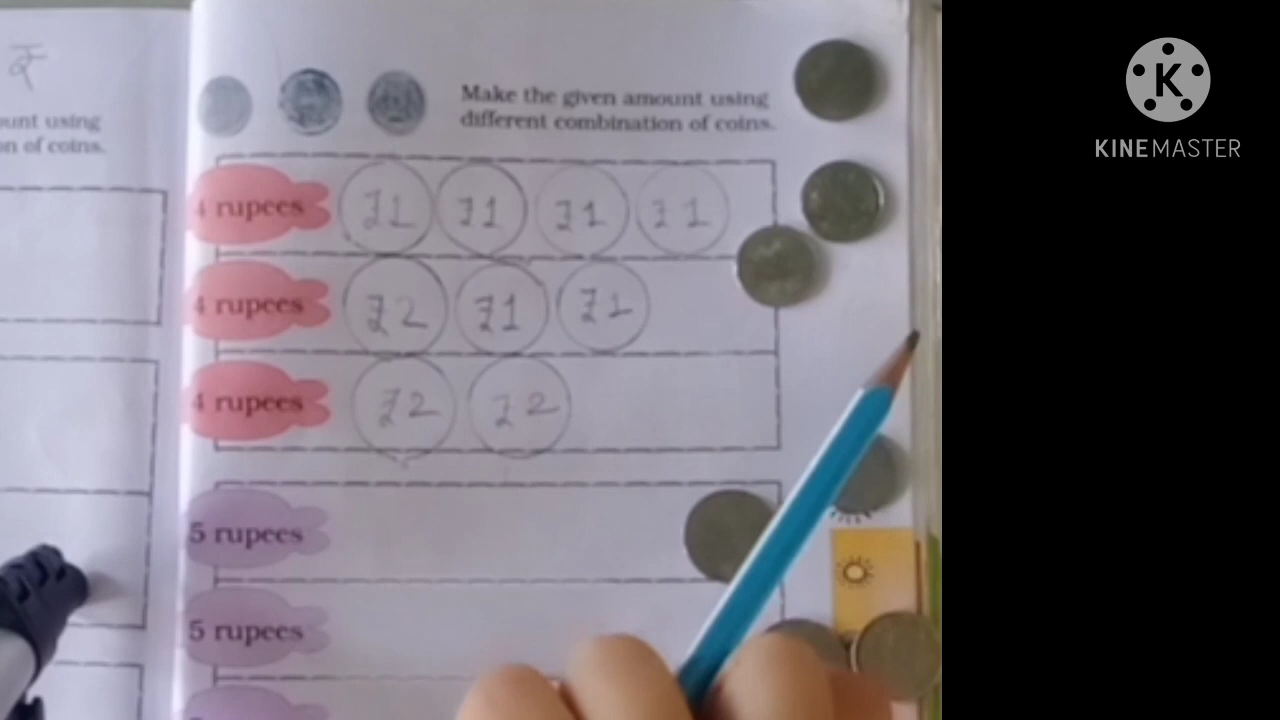 ₹
unt using
on of coins.
Make the given amount using
different combination of coins.
4 rupees ₹1 ₹1 ₹1 ₹1
4 rupees ₹2 ₹1 ₹1
4 rupees ₹2 ₹2
5 rupees
5 rupees
K
KINEMASTER